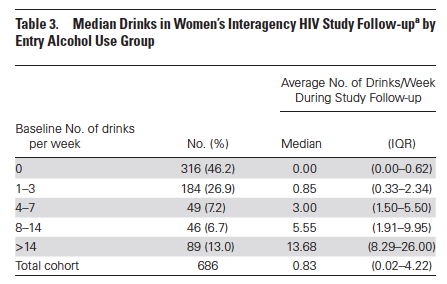 Table 3. Median Drinks in Women's Interagency HIV Study Follow-upª by
Entry Alcohol Use Group
Average No. of Drinks/Week
During Study Follow-up
Baseline No. of drinks
per week No. (%) Median (IQR)
0 316 (46.2) 0.00 (0.00–0.62)
1–3 184 (26.9) 0.85 (0.33–2.34)
4–7 49 (7.2) 3.00 (1.50–5.50)
8–14 46 (6.7) 5.55 (1.91–9.95)
>14 89 (13.0) 13.68 (8.29–26.00)
Total cohort 686 0.83 (0.02–4.22)